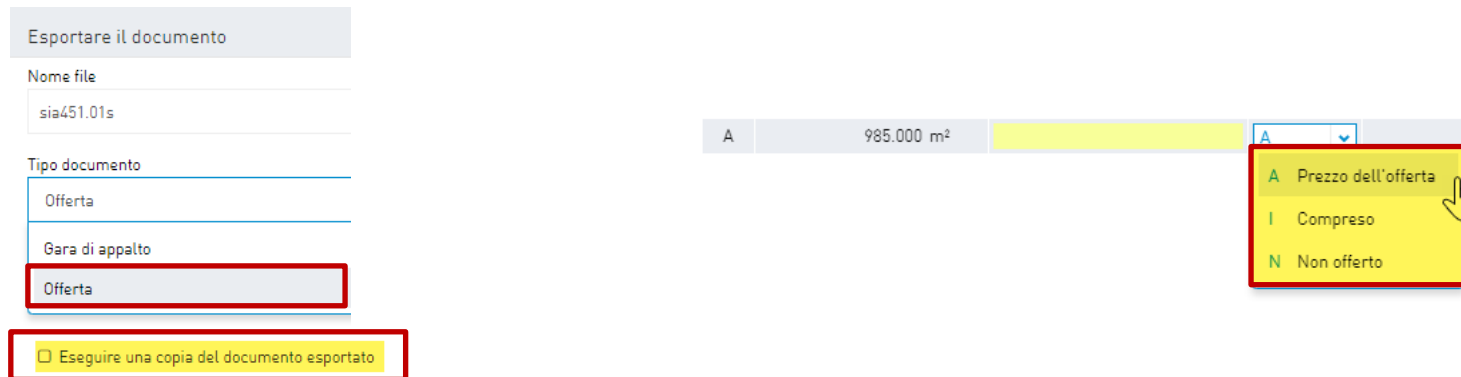 Esportare il documento
Nome file
sia451.01s
Tipo documento
Offerta
Gara di appalto
Offerta
Eseguire una copia del documento esportato
A 985.000 m² A
A Prezzo dell'offerta
I Compreso
N Non offerto